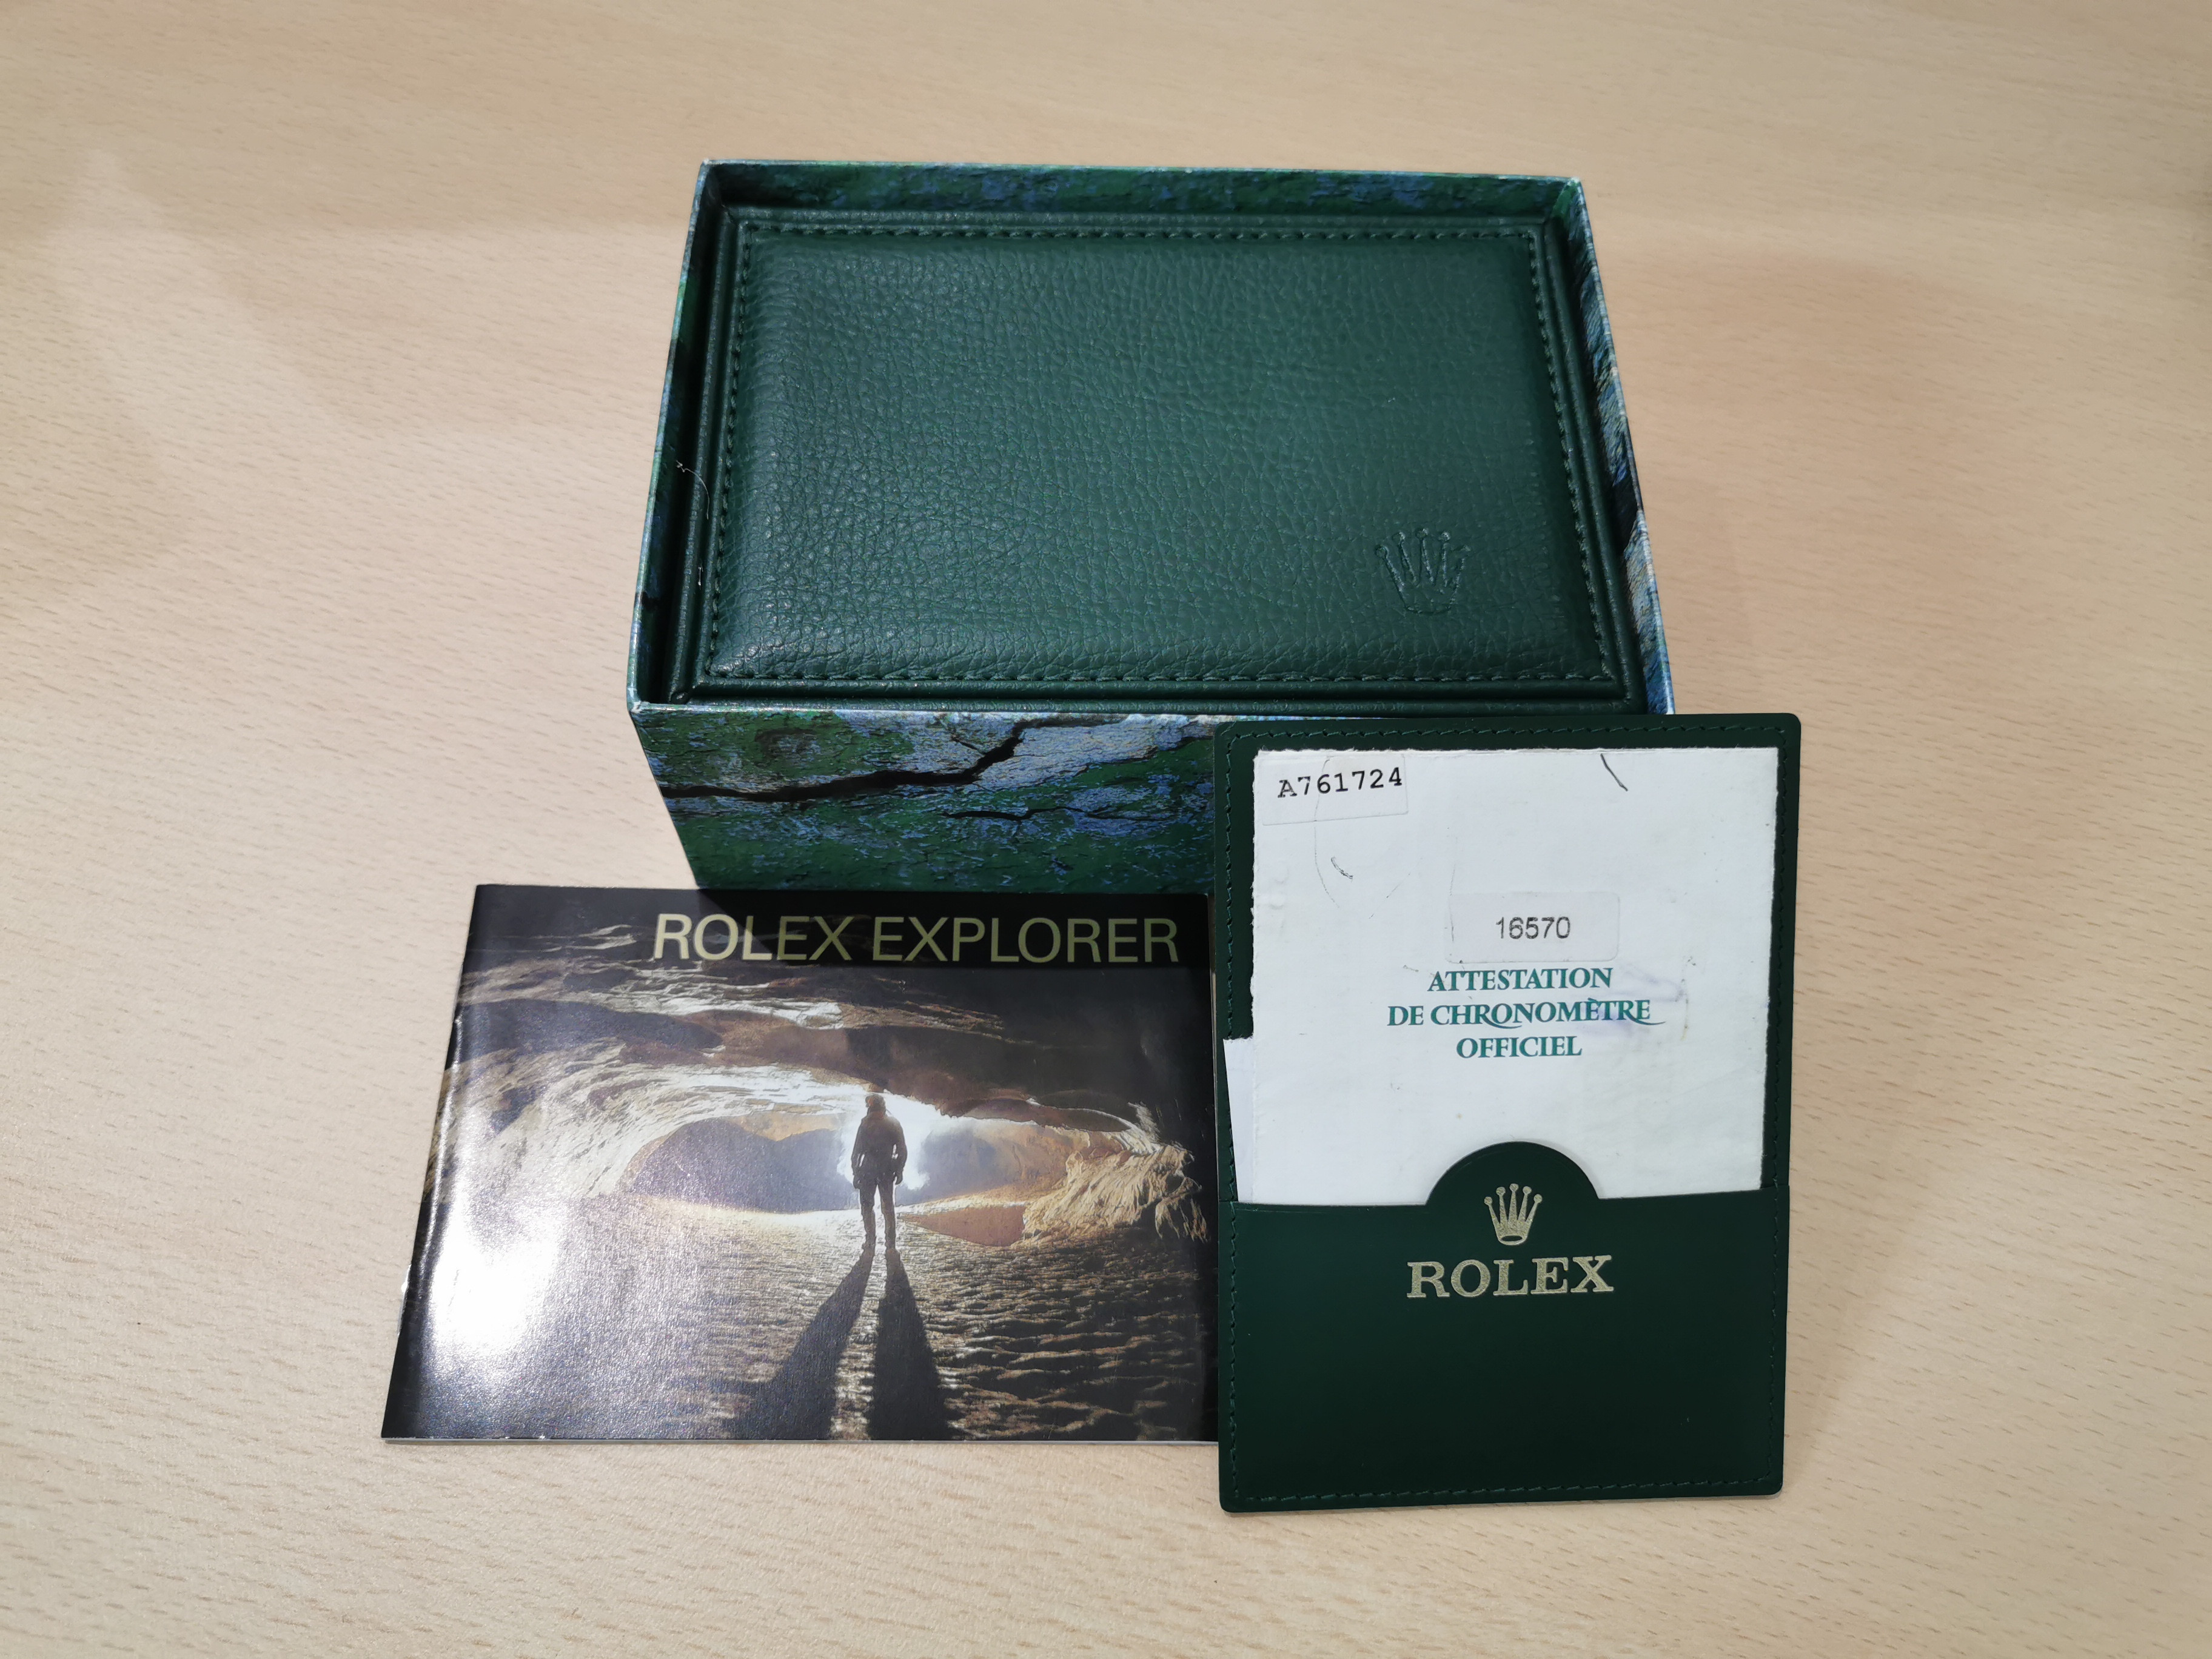 A761724
16570
ATTESTATION
DE CHRONOMÈTRE
OFFICIEL
ROLEX
ROLEX EXPLORER